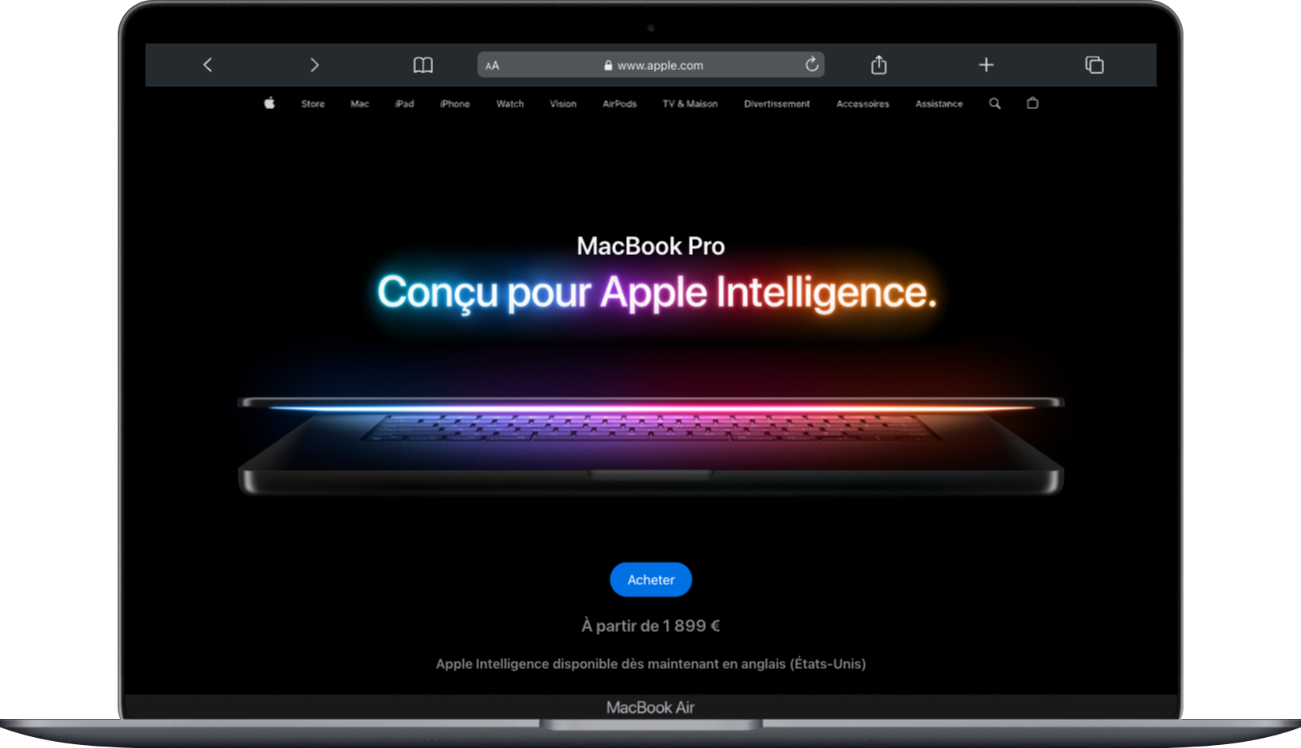 AA www.apple.com
Store Mac iPad iPhone Watch Vision AirPods TV & Maison Divertissement Accessoires Assistance
MacBook Pro
Conçu pour Apple Intelligence.
Acheter
À partir de 1 899 €
Apple Intelligence disponible dès maintenant en anglais (États-Unis)
MacBook Air